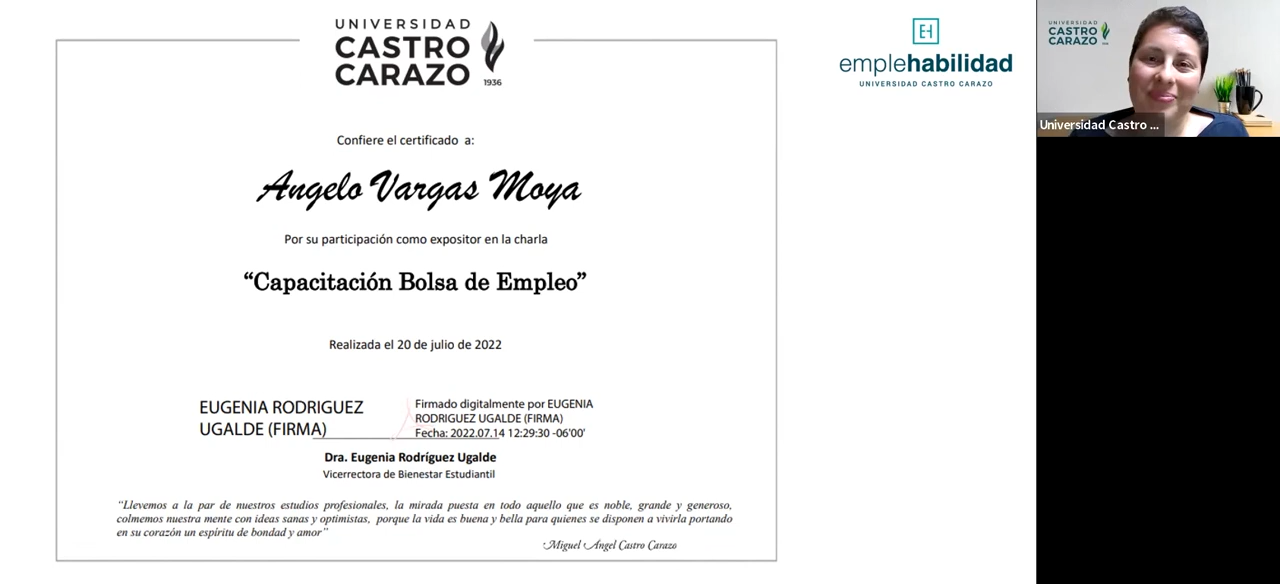 UNIVERSIDAD
CASTRO
CARAZO
1936
Confiere el certificado a:
Angelo Vargas Moya
Por su participación como expositor en la charla
“Capacitación Bolsa de Empleo”
Realizada el 20 de julio de 2022
EUGENIA RODRIGUEZ
UGALDE (FIRMA)
Firmado digitalmente por EUGENIA
RODRIGUEZ UGALDE (FIRMA)
Fecha: 2022.07.14 12:29:30 -06'00'
Dra. Eugenia Rodríguez Ugalde
Vicerrectora de Bienestar Estudiantil
“Llevemos a la par de nuestros estudios profesionales, la mirada puesta en todo aquello que es noble, grande y generoso,
colmemos nuestra mente con ideas sanas y optimistas, porque la vida es buena y bella para quienes se disponen a vivirla portando
en su corazón un espíritu de bondad y amor”
Miguel Angel Castro Carazo
EH
emplehabilidad
UNIVERSIDAD CASTRO CARAZO
UNIVERSIDAD
CASTRO
CARAZO
Universidad Castro ...